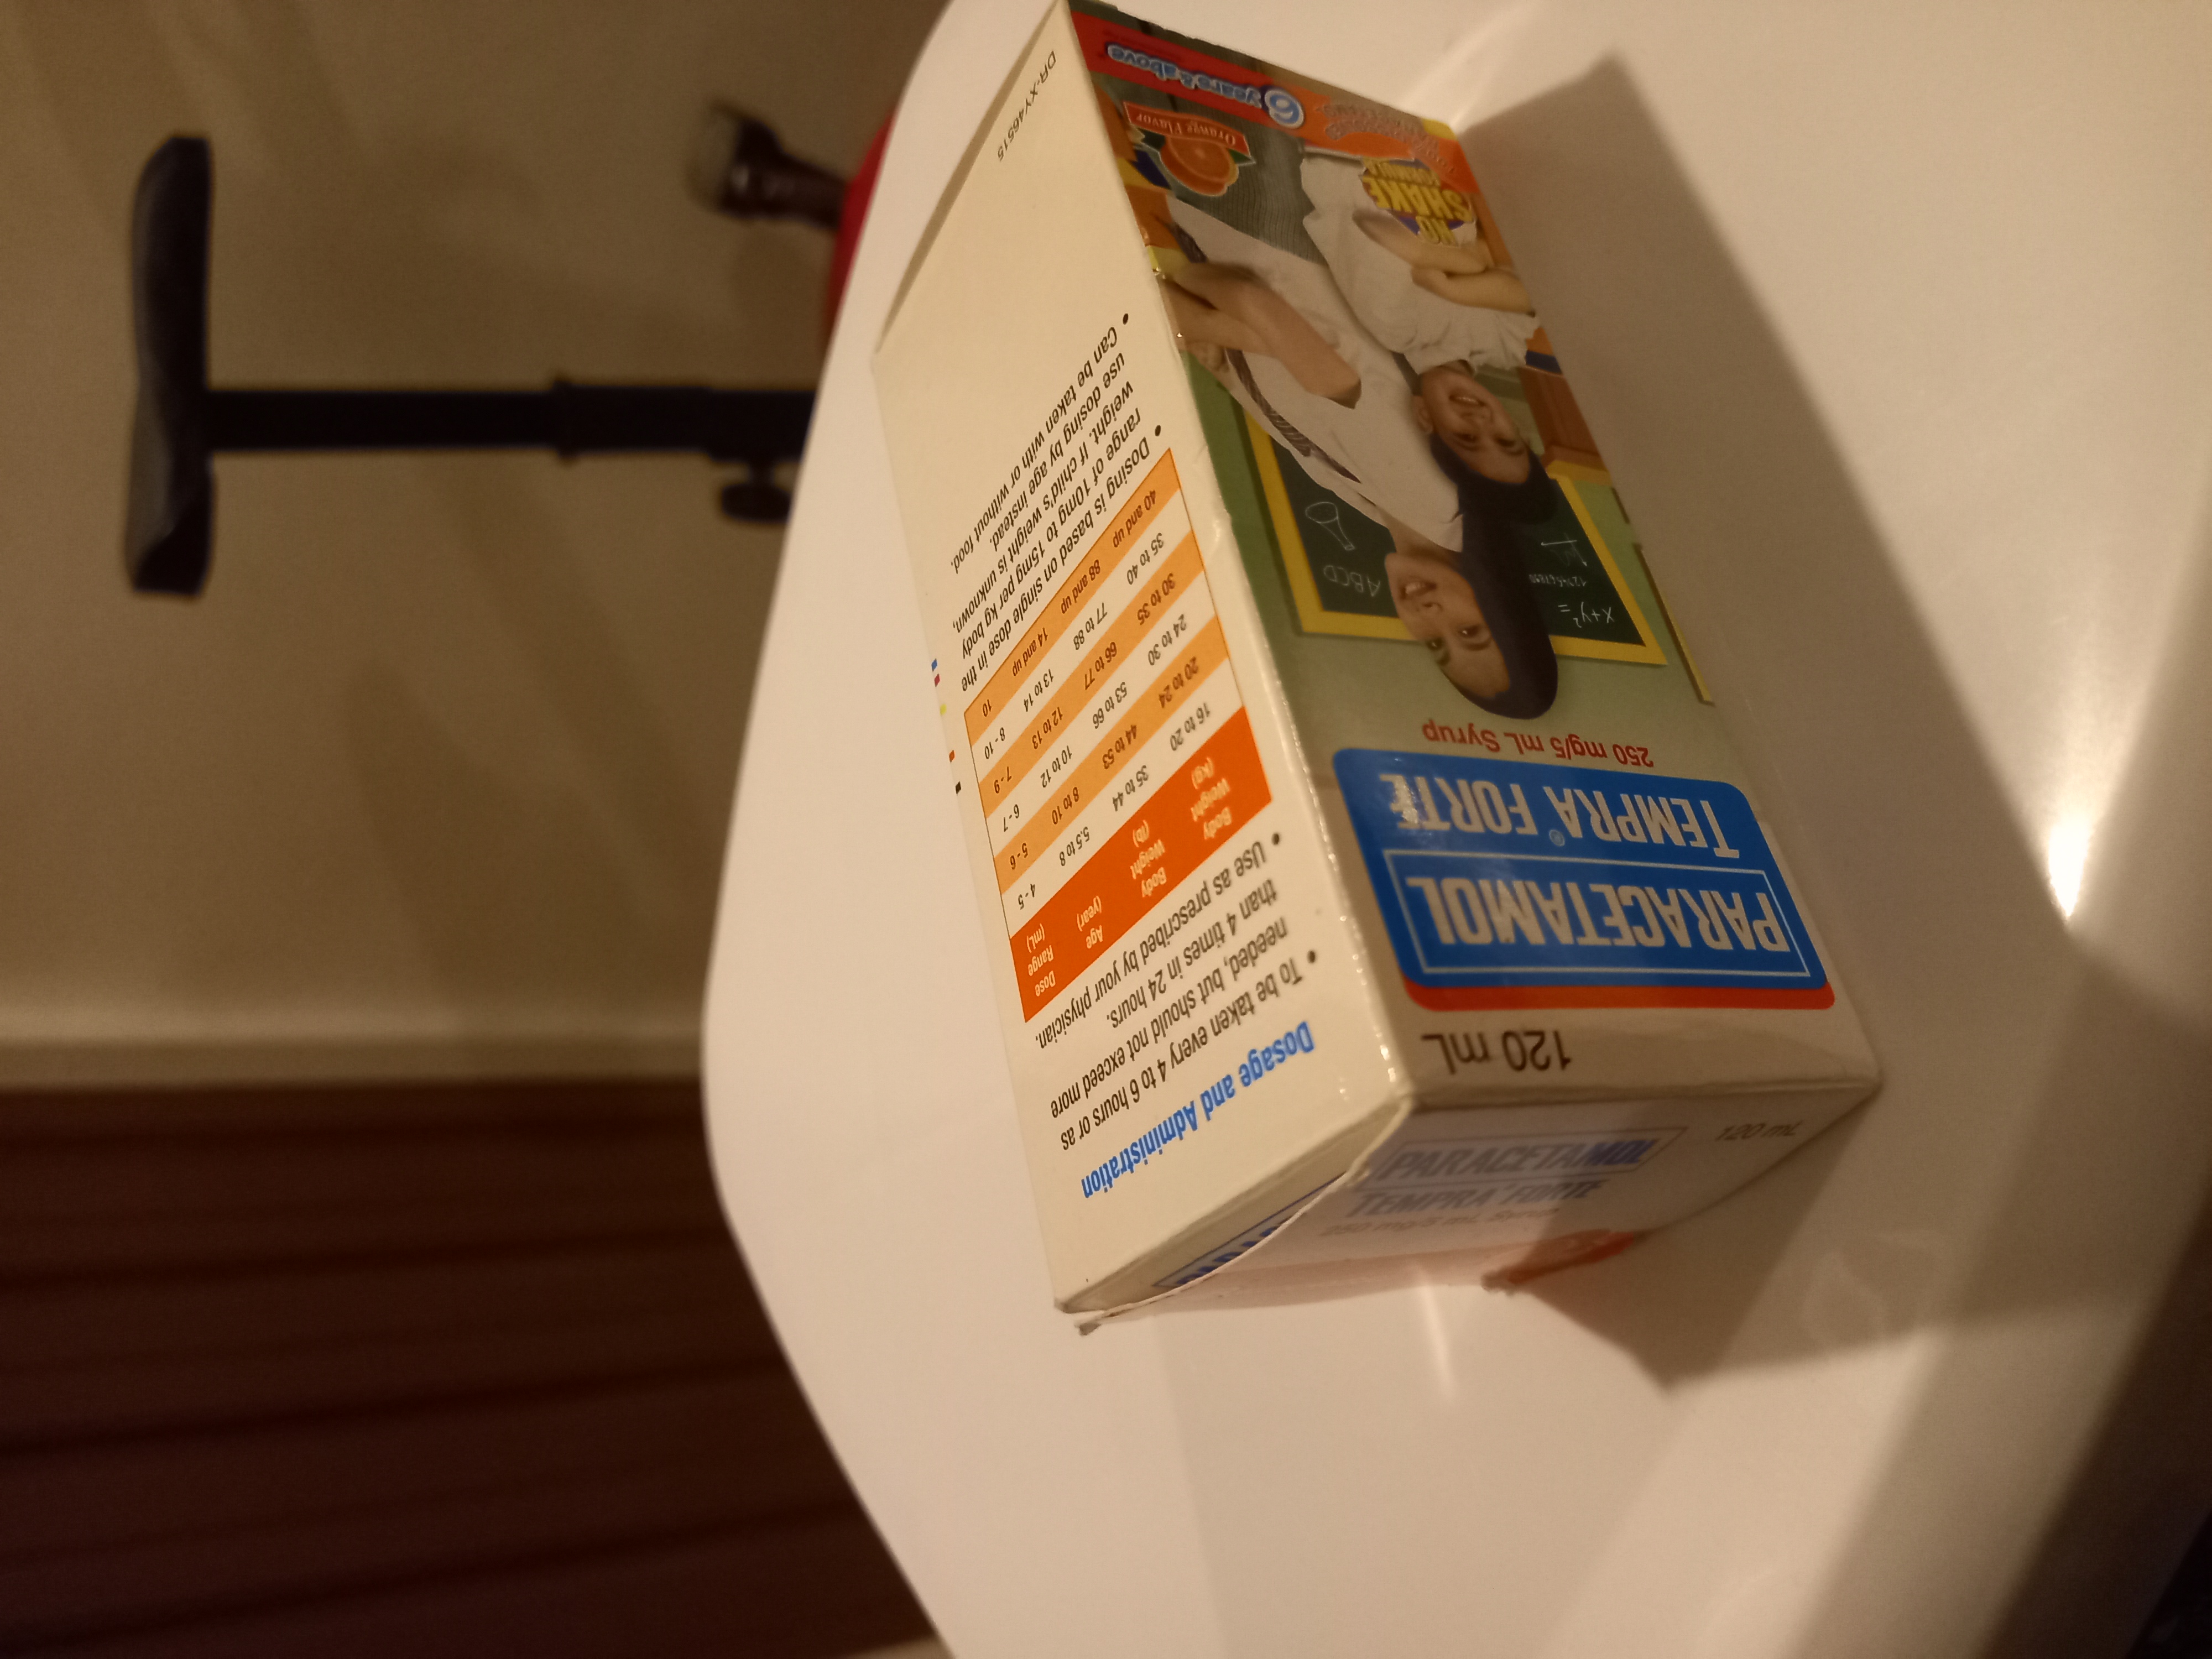 120 mL
PARACETAMOL
TEMPRA® FORTE
250 mg/5 mL Syrup
ABCD
x+y² =
NO
SHAKE
Orange Flavor
6 years & above
Dosage and Administration
• To be taken every 4 to 6 hours or as
needed, but should not exceed more
than 4 times in 24 hours.
• Use as prescribed by your physician.
Body Weight (kg) Body Weight (lb) Age (year) Dose Range (mL)
16 to 20 35 to 44 5.5 to 8 4 - 5
20 to 24 44 to 53 8 to 10 5 - 6
24 to 30 53 to 66 10 to 12 6 - 7
30 to 35 66 to 77 12 to 13 7 - 9
35 to 40 77 to 88 13 to 14 8 - 10
40 and up 88 and up 14 and up 10
• Dosing is based on single dose in the
range of 10mg to 15mg per kg body
weight. If child's weight is unknown,
use dosing by age instead.
• Can be taken with or without food.
DR-XY46515
PARACETAMOL
TEMPRA FORTE
120 mL